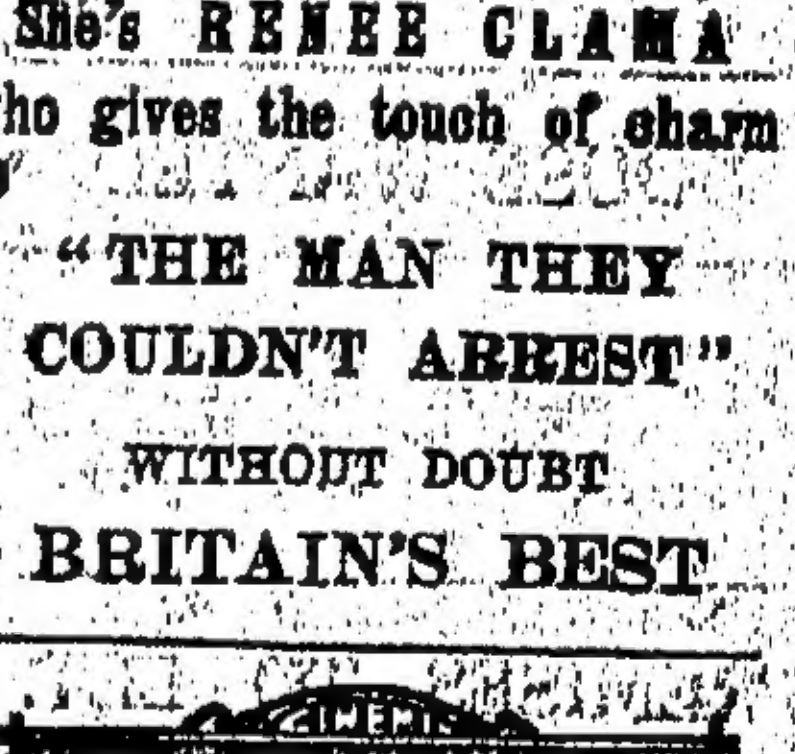 She's RENEE CLAMA
ho gives the touch of charm
"THE MAN THEY
COULDN'T ARREST"
WITHOUT DOUBT
BRITAIN'S BEST